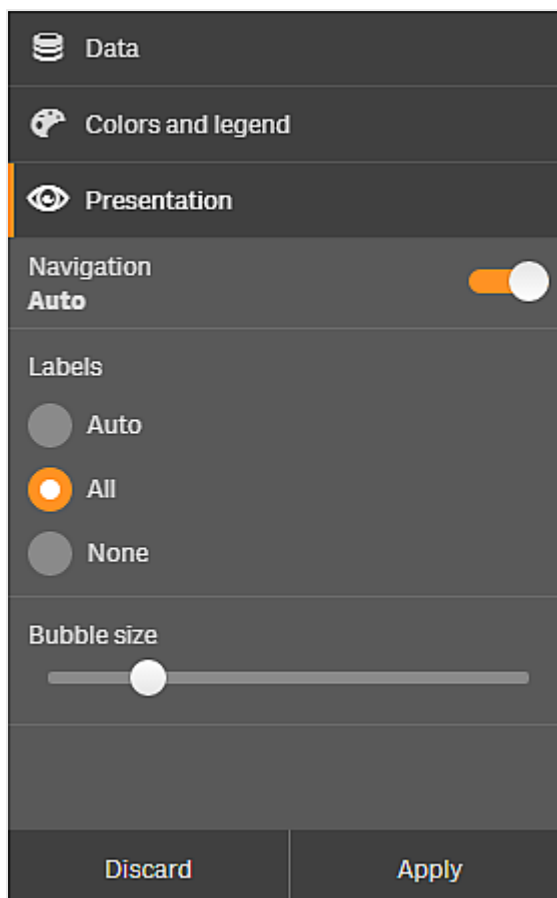 Data
Colors and legend
Presentation
Navigation
Auto
Labels
Auto
All
None
Bubble size
Discard
Apply